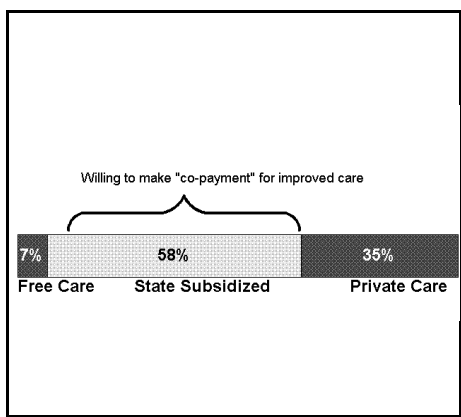 Willing to make "co-payment" for improved care
7% 58% 35%
Free Care State Subsidized Private Care